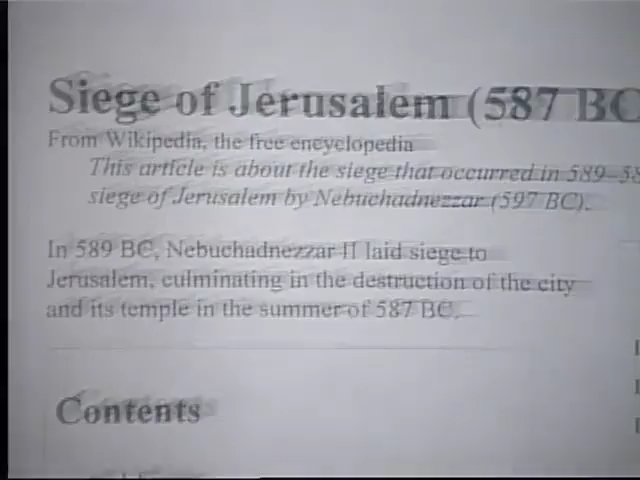 Siege of Jerusalem (587 BC
From Wikipedia, the free encyclopedia
This article is about the siege that occurred in 589–58
siege of Jerusalem by Nebuchadnezzar (597 BC).
In 589 BC, Nebuchadnezzar II laid siege to
Jerusalem, culminating in the destruction of the city
and its temple in the summer of 587 BC.
Contents